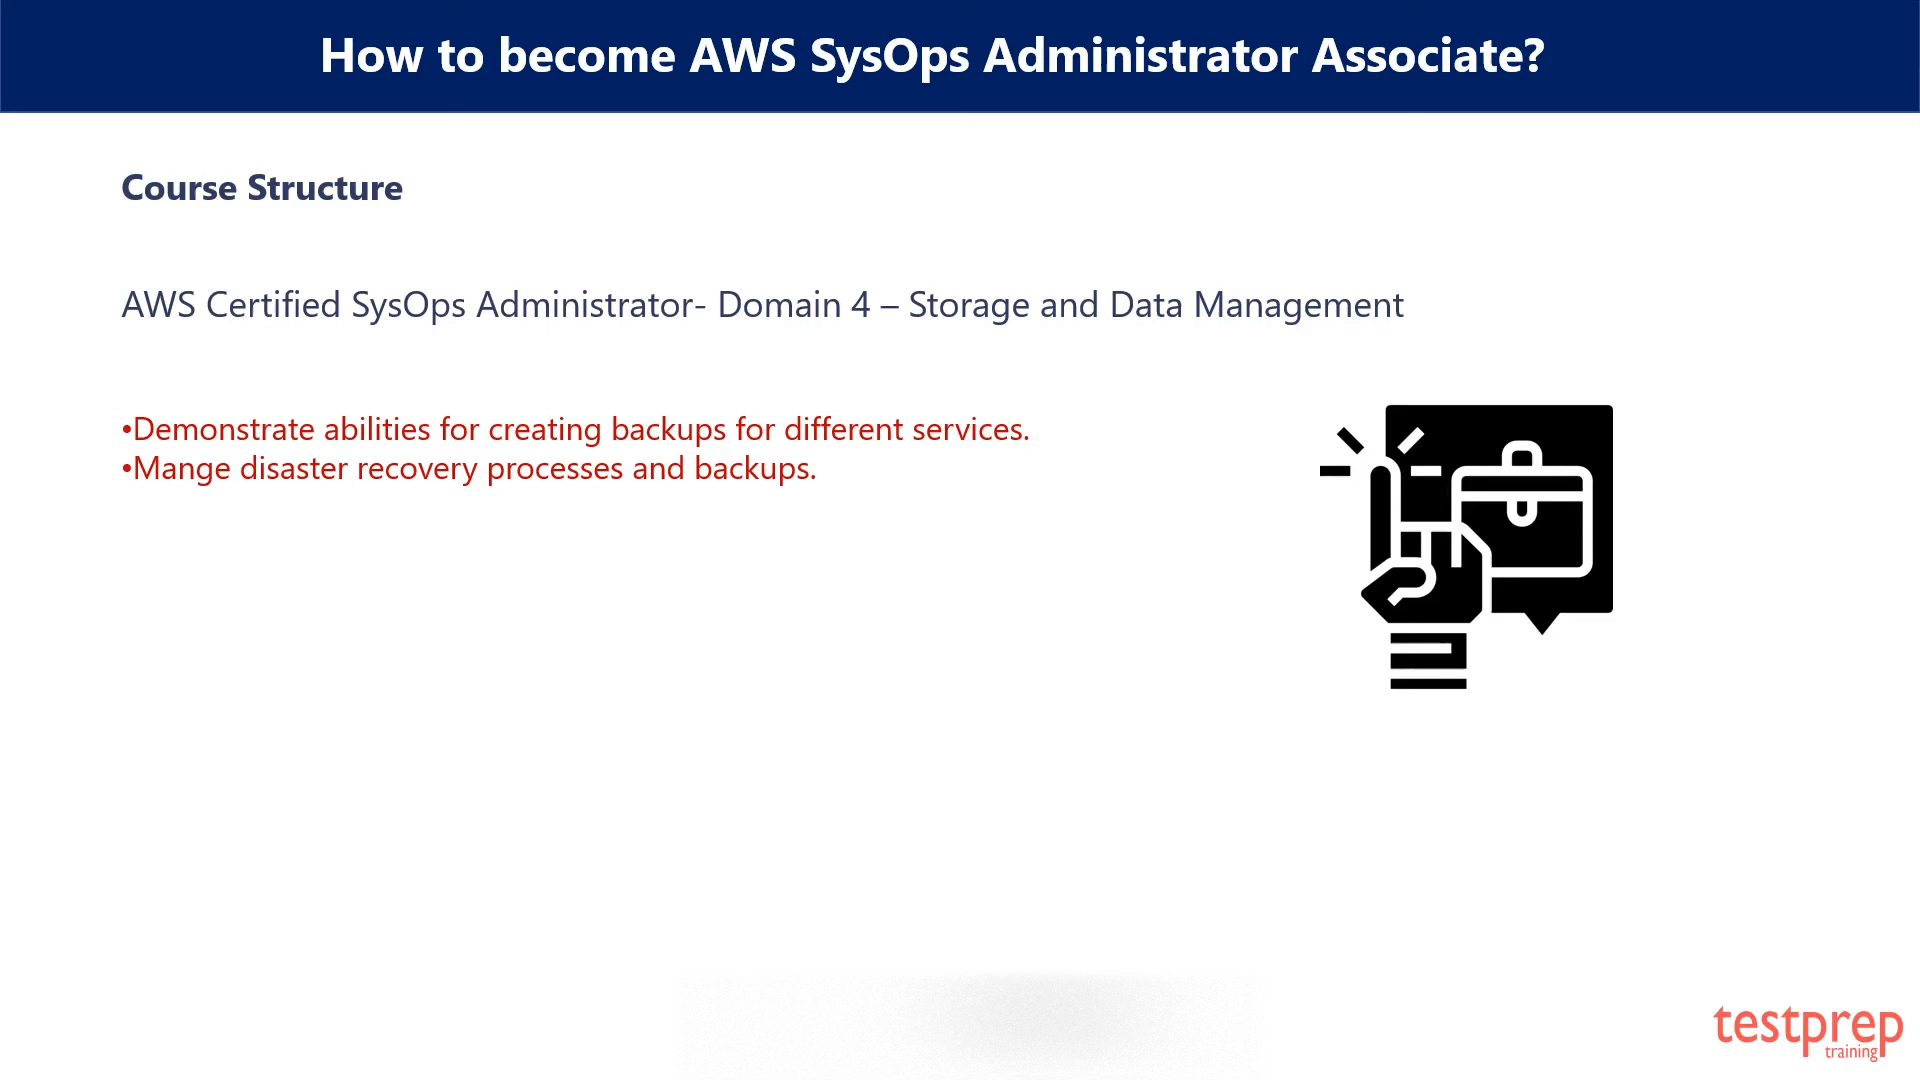 How to become AWS SysOps Administrator Associate?
Course Structure
AWS Certified SysOps Administrator- Domain 4 – Storage and Data Management
•Demonstrate abilities for creating backups for different services.
•Mange disaster recovery processes and backups.
testprep
training